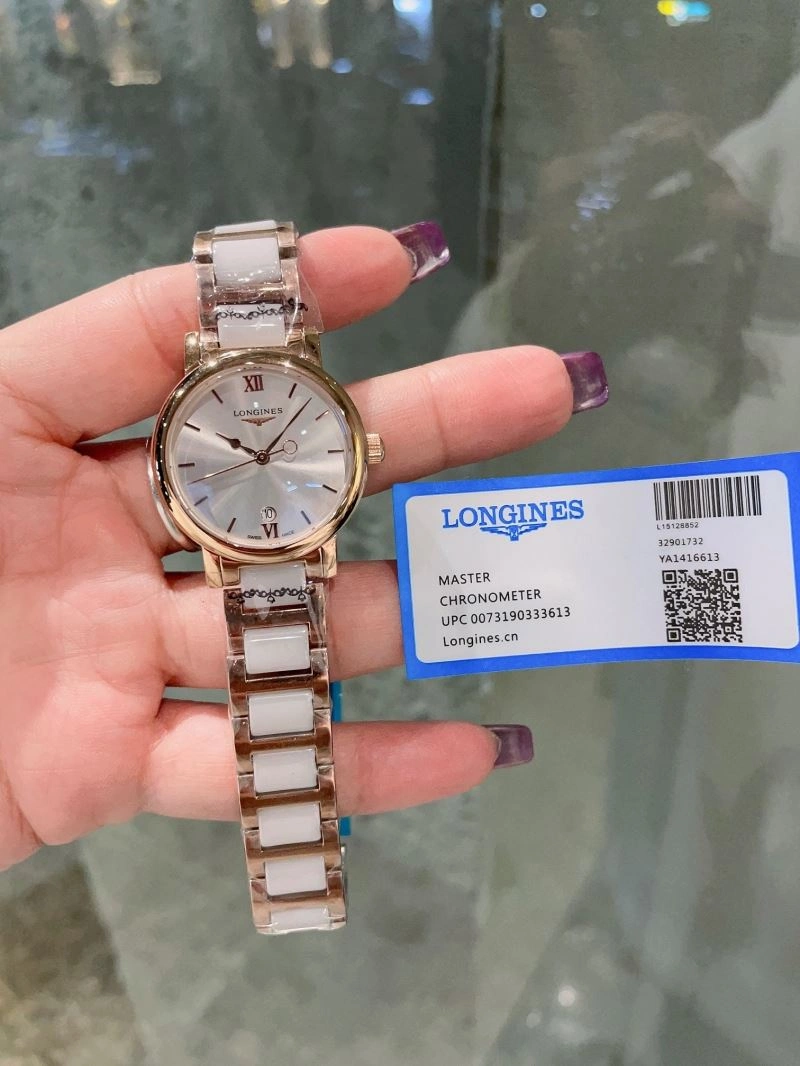 XII
LONGINES
10
SWISS VI MADE
LONGINES
L15128852
32901732
YA1416613
MASTER
CHRONOMETER
UPC 0073190333613
Longines.cn